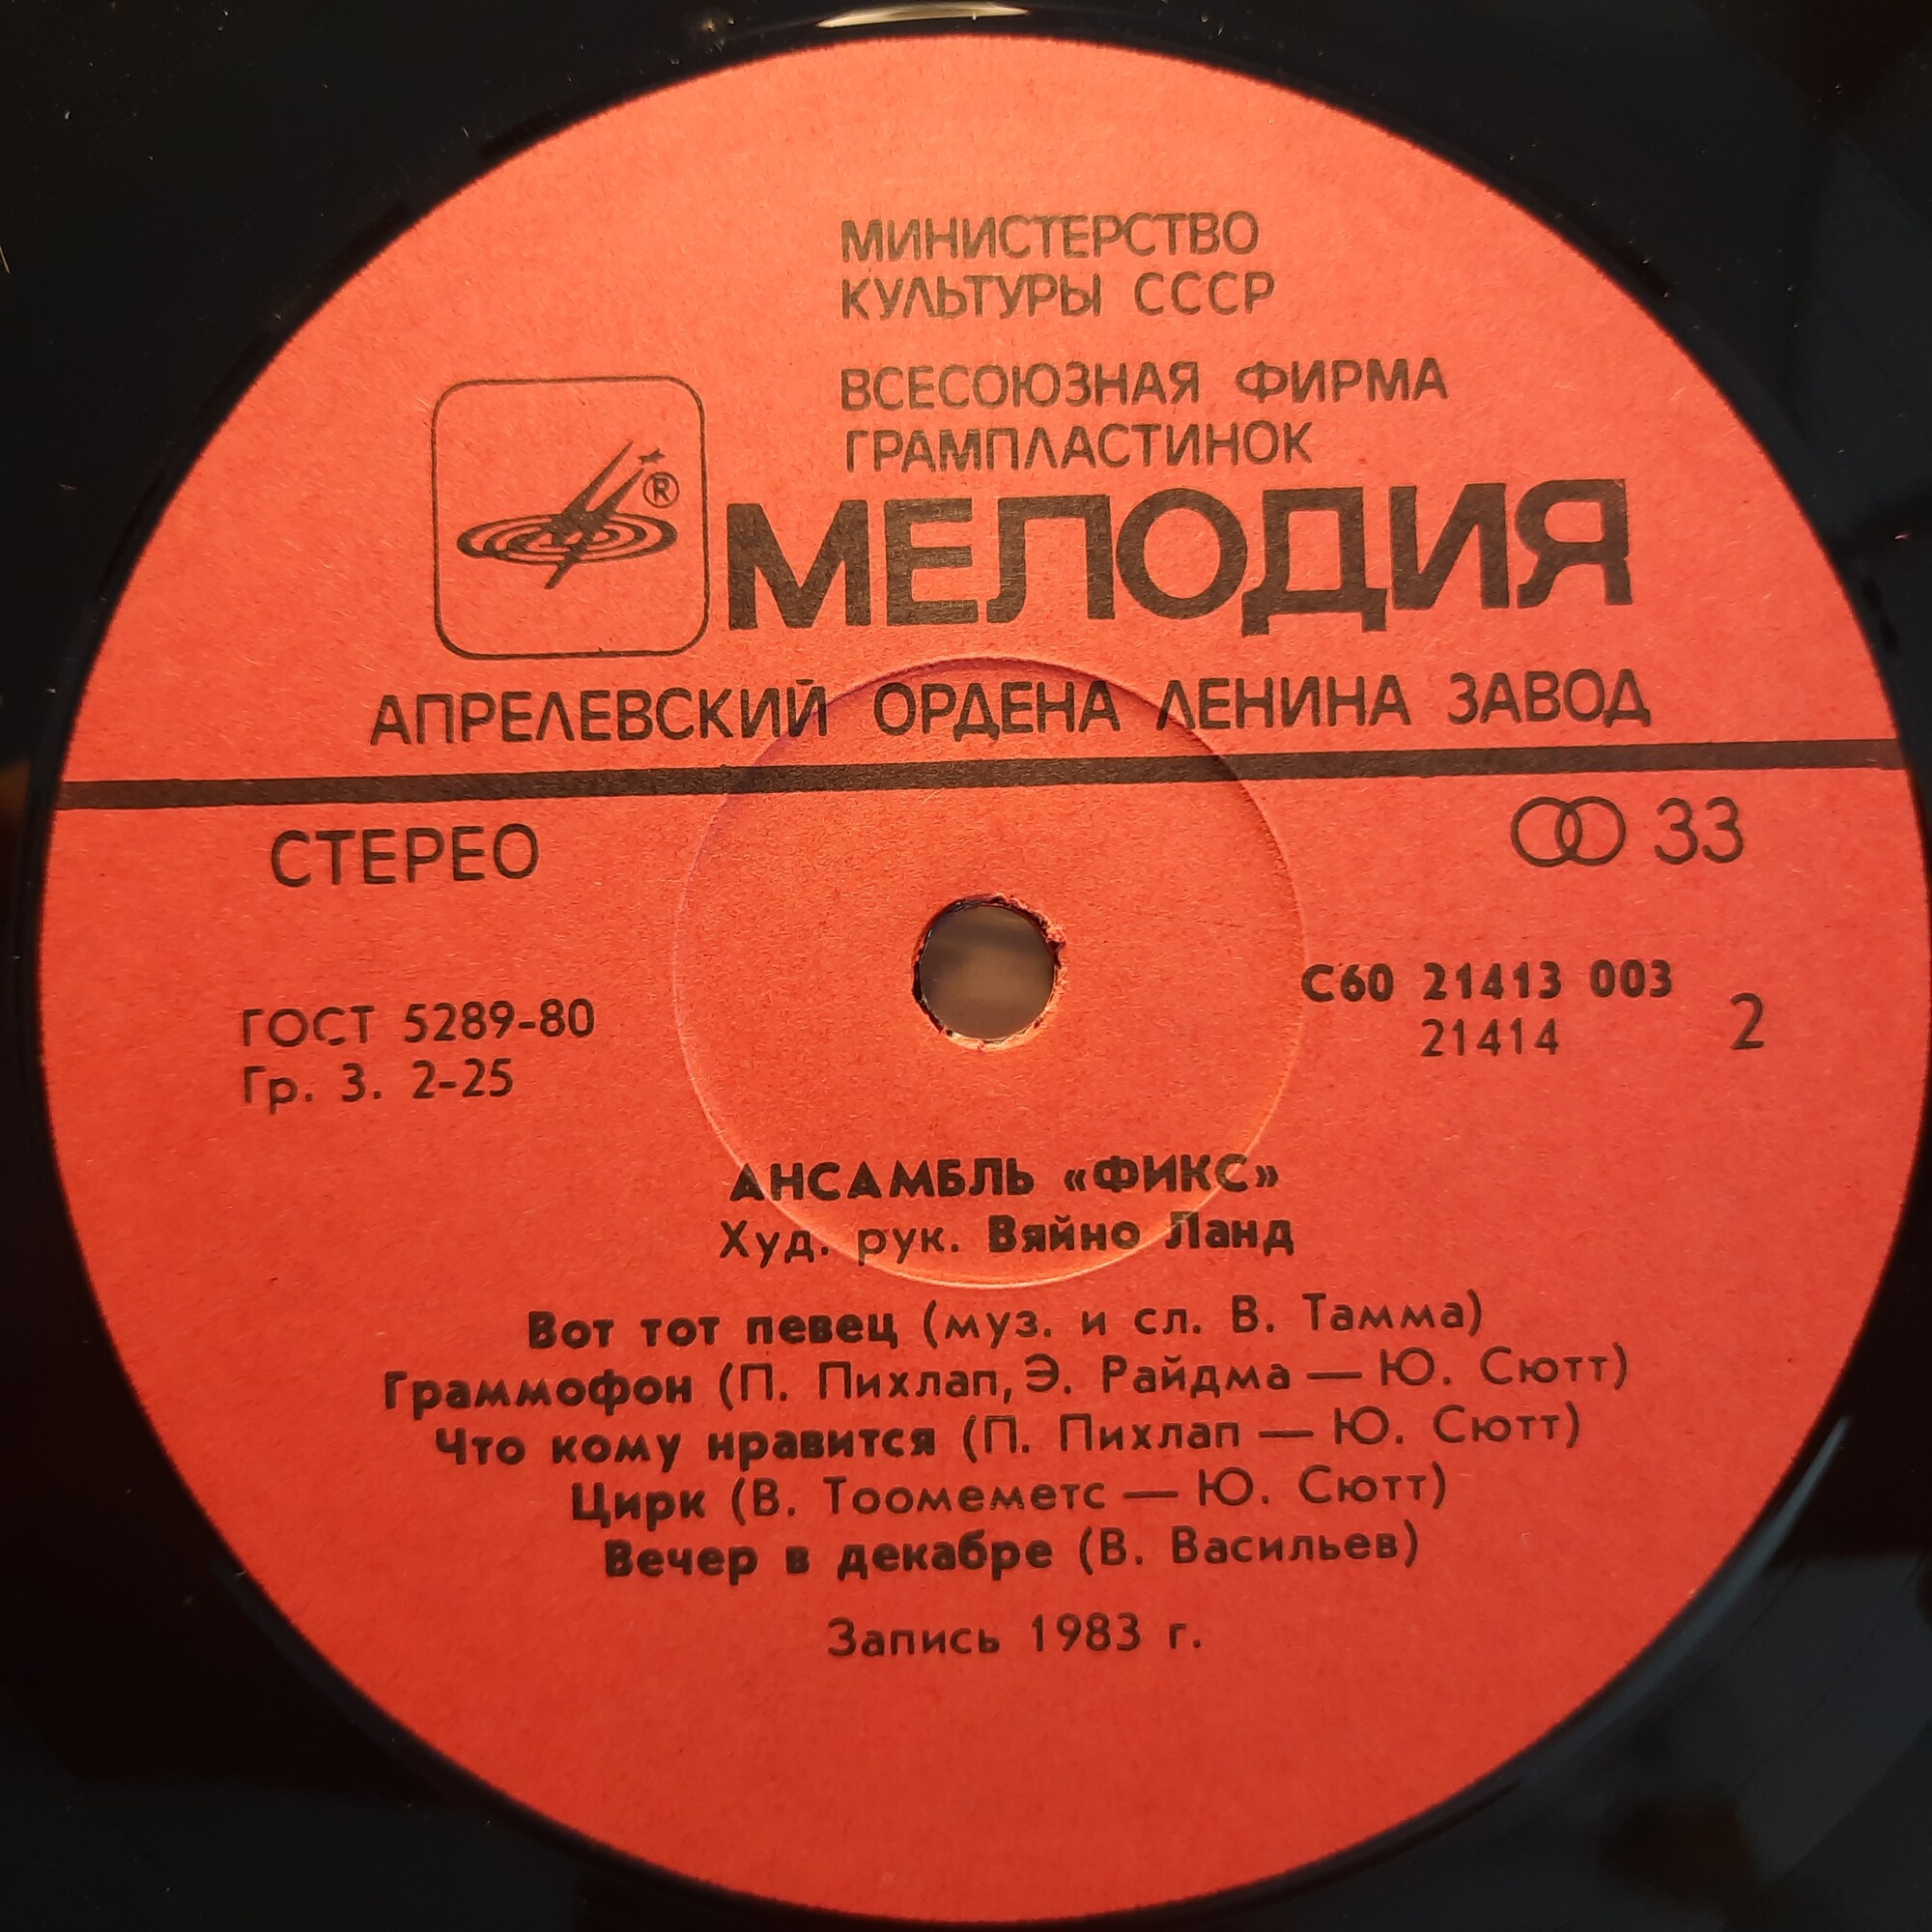 МИНИСТЕРСТВО
КУЛЬТУРЫ СССР
ВСЕСОЮЗНАЯ ФИРМА
ГРАМПЛАСТИНОК
®
МЕЛОДИЯ
АПРЕЛЕВСКИЙ ОРДЕНА ЛЕНИНА ЗАВОД
СТЕРЕО
33
ГОСТ 5289-80
Гр. 3. 2-25
С60 21413 003
21414
2
АНСАМБЛЬ «ФИКС»
Худ. рук. Вяйно Ланд
Вот тот певец (муз. и сл. В. Тамма)
Граммофон (П. Пихлап, Э. Райдма — Ю. Сютт)
Что кому нравится (П. Пихлап — Ю. Сютт)
Цирк (В. Тоомеметс — Ю. Сютт)
Вечер в декабре (В. Васильев)
Запись 1983 г.